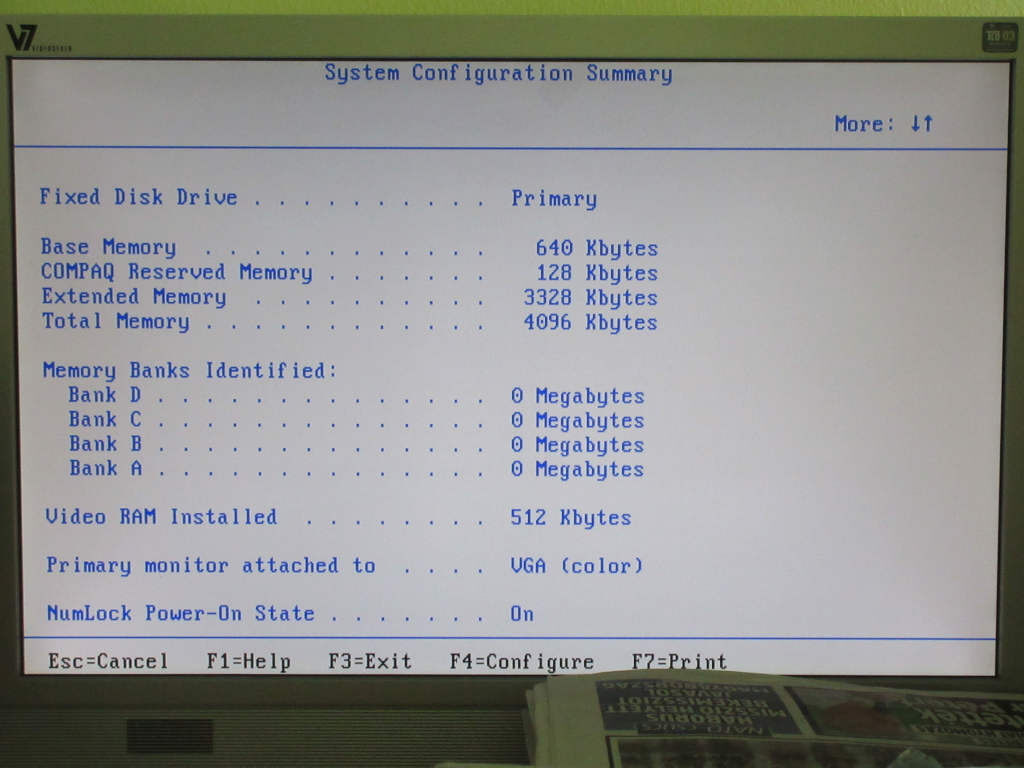 V7
System Configuration Summary
More: ↓↑
Fixed Disk Drive . . . . . . . . . . Primary
Base Memory . . . . . . . . . . . . 640 Kbytes
COMPAQ Reserved Memory . . . . . . . 128 Kbytes
Extended Memory . . . . . . . . . . 3328 Kbytes
Total Memory . . . . . . . . . . . . 4096 Kbytes
Memory Banks Identified:
Bank D . . . . . . . . . . . . . . 0 Megabytes
Bank C . . . . . . . . . . . . . . 0 Megabytes
Bank B . . . . . . . . . . . . . . 0 Megabytes
Bank A . . . . . . . . . . . . . . 0 Megabytes
Video RAM Installed . . . . . . . . 512 Kbytes
Primary monitor attached to . . . . VGA (color)
NumLock Power-On State . . . . . . . On
Esc=Cancel F1=Help F3=Exit F4=Configure F7=Print
HÁBORÚS